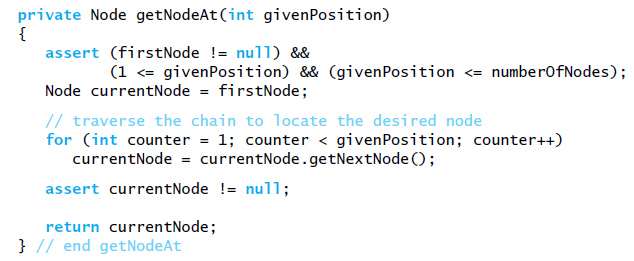 private Node getNodeAt(int givenPosition)
{
assert (firstNode != null) &&
(1 <= givenPosition) && (givenPosition <= numberOfNodes);
Node currentNode = firstNode;
// traverse the chain to locate the desired node
for (int counter = 1; counter < givenPosition; counter++)
currentNode = currentNode.getNextNode();
assert currentNode != null;
return currentNode;
} // end getNodeAt